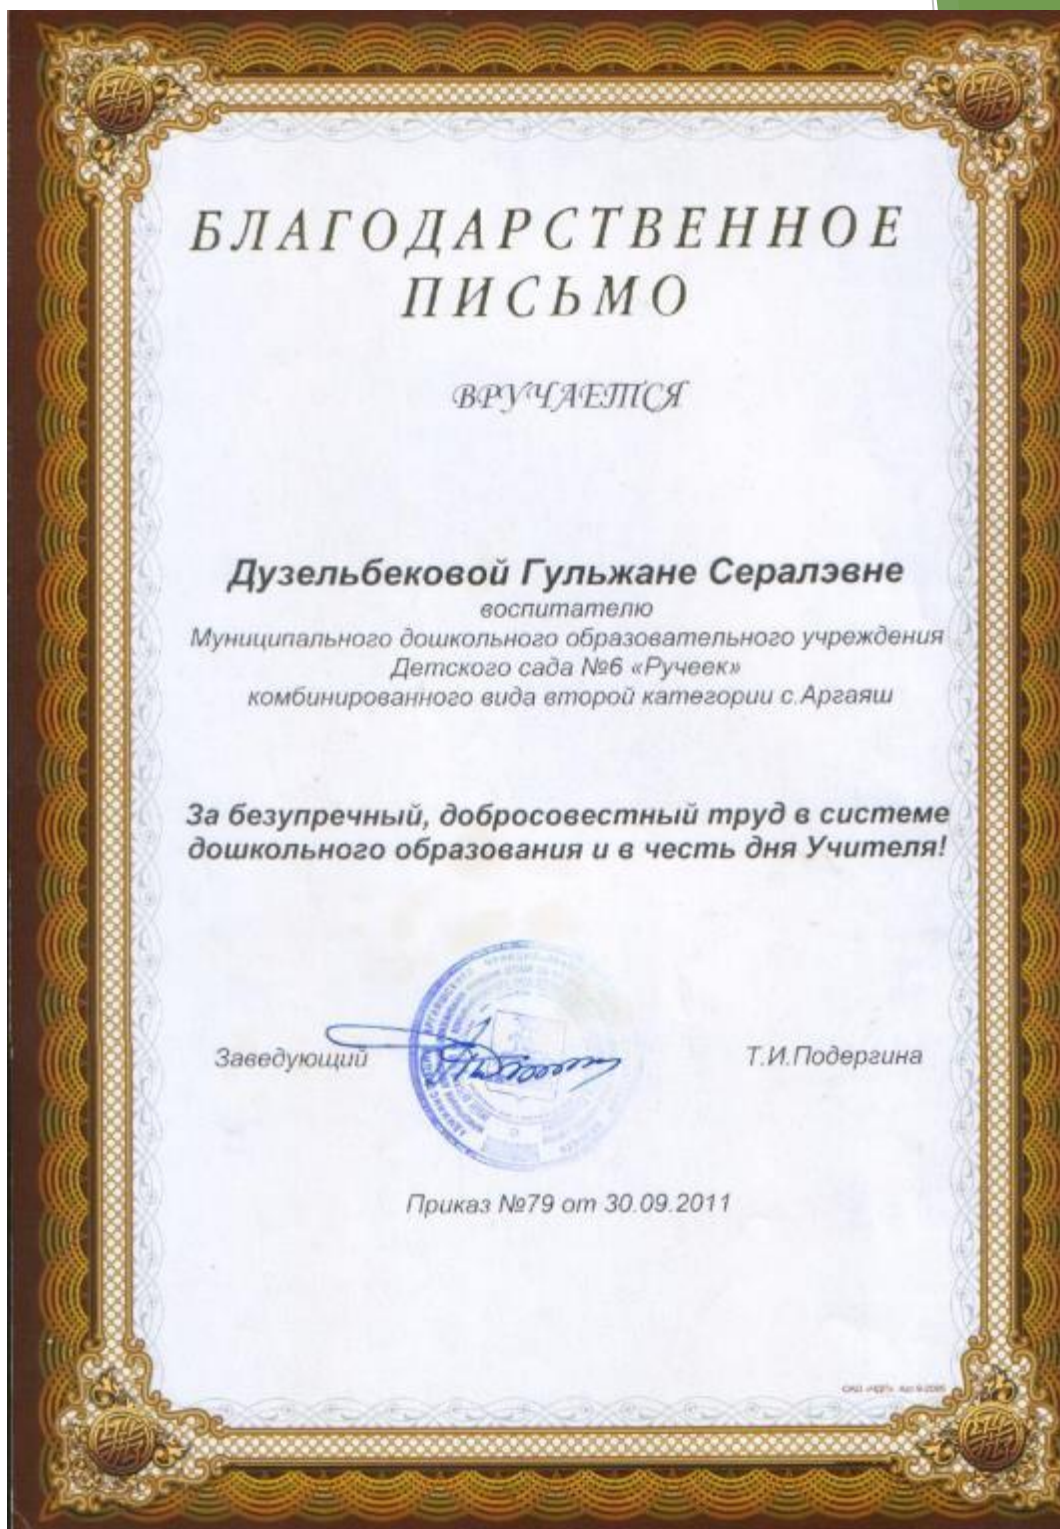 БЛАГОДАРСТВЕННОЕ
ПИСЬМО
ВРУЧАЕТСЯ
Дузельбековой Гульжане Сералэвне
воспитателю
Муниципального дошкольного образовательного учреждения
Детского сада №6 «Ручеек»
комбинированного вида второй категории с.Аргаяш
За безупречный, добросовестный труд в системе
дошкольного образования и в честь дня Учителя!
Заведующий
Т.И.Подергина
Приказ №79 от 30.09.2011